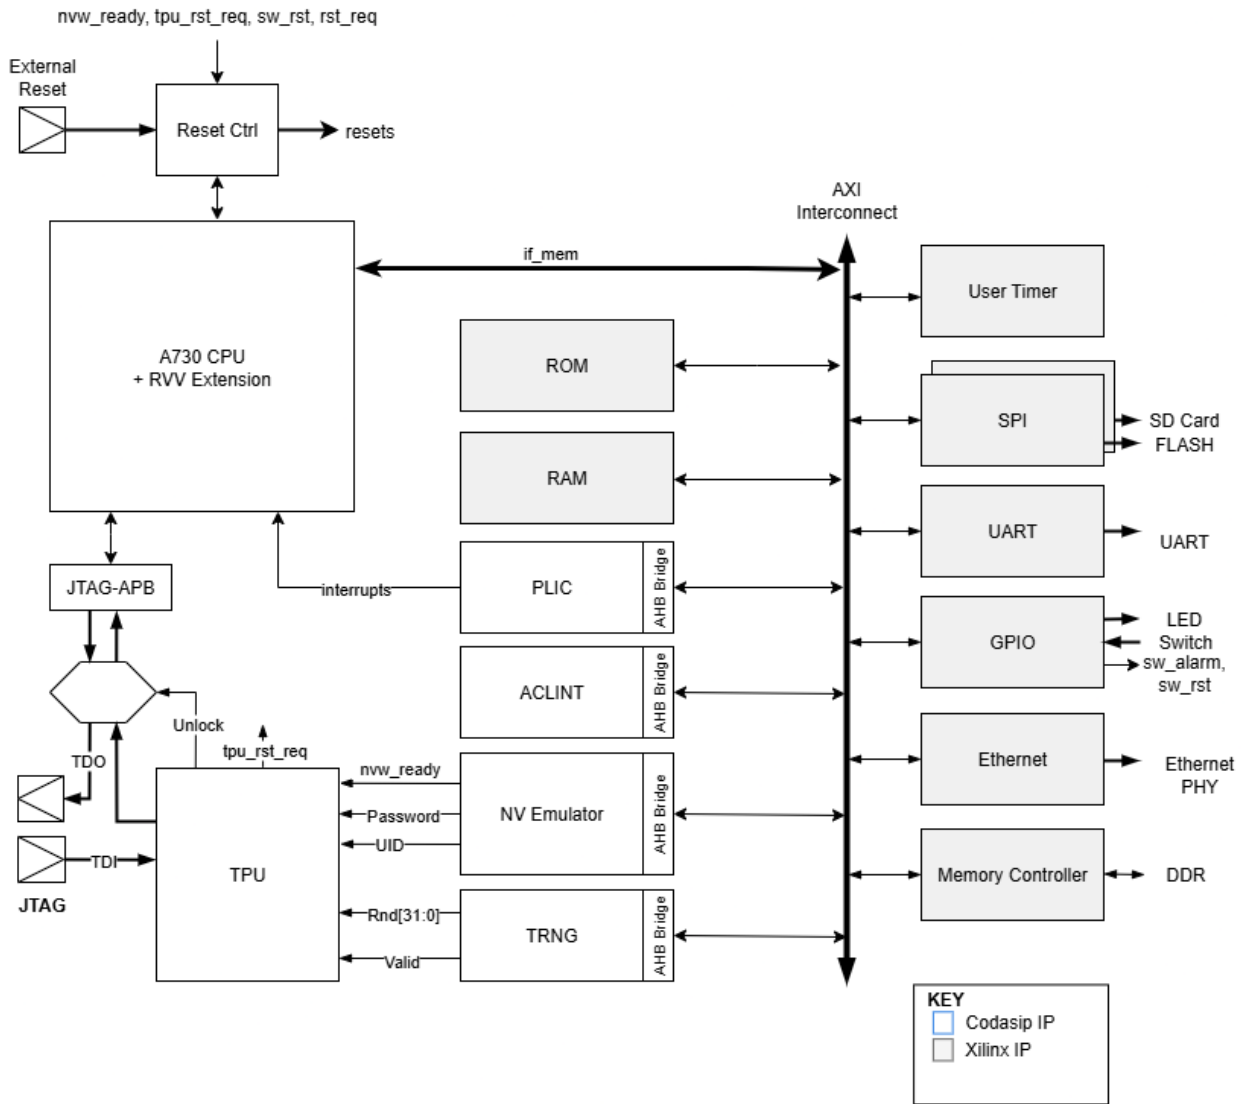 nvw_ready, tpu_rst_req, sw_rst, rst_req
External
Reset
Reset Ctrl
resets
AXI
Interconnect
if_mem
User Timer
A730 CPU
+ RVV Extension
ROM
SPI
SD Card
FLASH
RAM
UART
UART
JTAG-APB
interrupts
PLIC
AHB Bridge
GPIO
LED
Switch
sw_alarm,
sw_rst
ACLINT
AHB Bridge
Unlock
tpu_rst_req
TDO
nvw_ready
Password
UID
NV Emulator
AHB Bridge
Ethernet
Ethernet
PHY
TDI
JTAG
TPU
Memory Controller
DDR
Rnd[31:0]
Valid
TRNG
AHB Bridge
KEY
Codasip IP
Xilinx IP